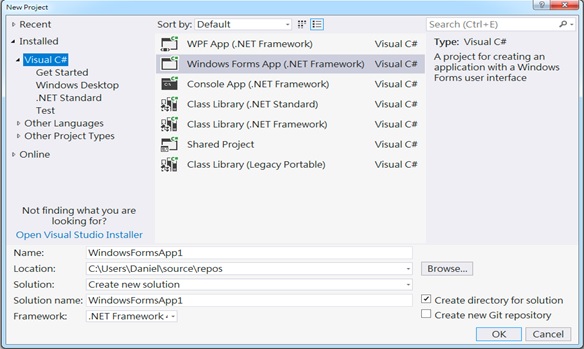 New Project
Recent
Installed
Visual C#
Get Started
Windows Desktop
.NET Standard
Test
Other Languages
Other Project Types
Online
Not finding what you are
looking for?
Open Visual Studio Installer
Sort by: Default
WPF App (.NET Framework) Visual C#
Windows Forms App (.NET Framework) Visual C#
Console App (.NET Framework) Visual C#
Class Library (.NET Standard) Visual C#
Class Library (.NET Framework) Visual C#
Shared Project Visual C#
Class Library (Legacy Portable) Visual C#
Search (Ctrl+E)
Type: Visual C#
A project for creating an
application with a Windows
Forms user interface
Name: WindowsFormsApp1
Location: C:\Users\Daniel\source\repos
Browse...
Solution: Create new solution
Solution name: WindowsFormsApp1
Create directory for solution
Framework: .NET Framework
Create new Git repository
OK Cancel